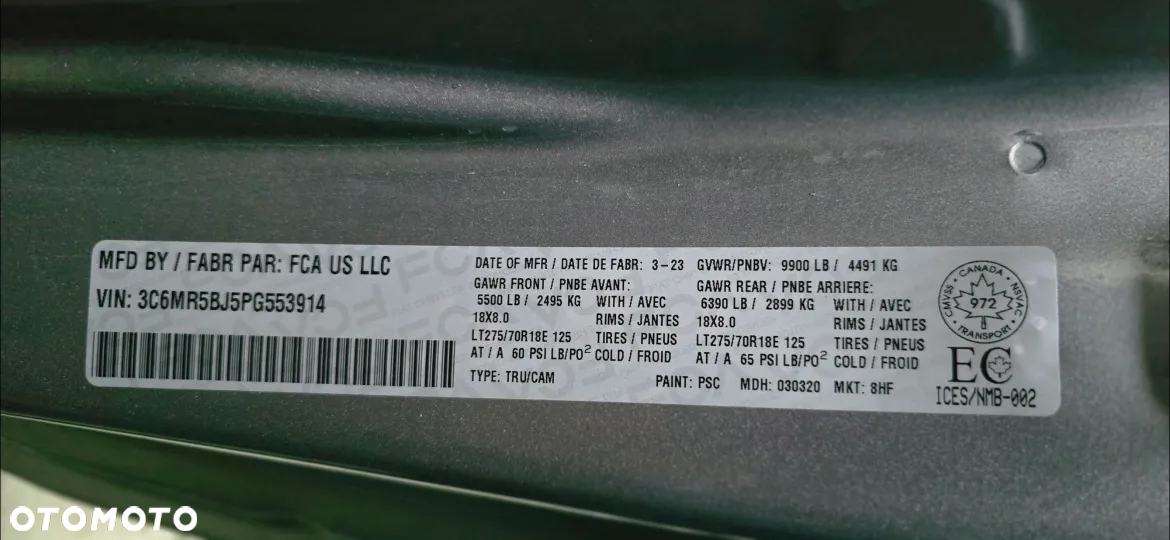 MFD BY / FABR PAR: FCA US LLC
VIN: 3C6MR5BJ5PG553914
DATE OF MFR / DATE DE FABR: 3-23 GVWR/PNBV: 9900 LB / 4491 KG
GAWR FRONT / PNBE AVANT: GAWR REAR / PNBE ARRIERE:
5500 LB / 2495 KG WITH / AVEC 6390 LB / 2899 KG WITH / AVEC
18X8.0 RIMS / JANTES 18X8.0 RIMS / JANTES
LT275/70R18E 125 TIRES / PNEUS LT275/70R18E 125 TIRES / PNEUS
AT / A 60 PSI LB/PO² COLD / FROID AT / A 65 PSI LB/PO² COLD / FROID
TYPE: TRU/CAM PAINT: PSC MDH: 030320 MKT: 8HF
CANADA
CMVSS 972 NSVAC
TRANSPORT
EC
ICES/NMB-002
OTOMOTO